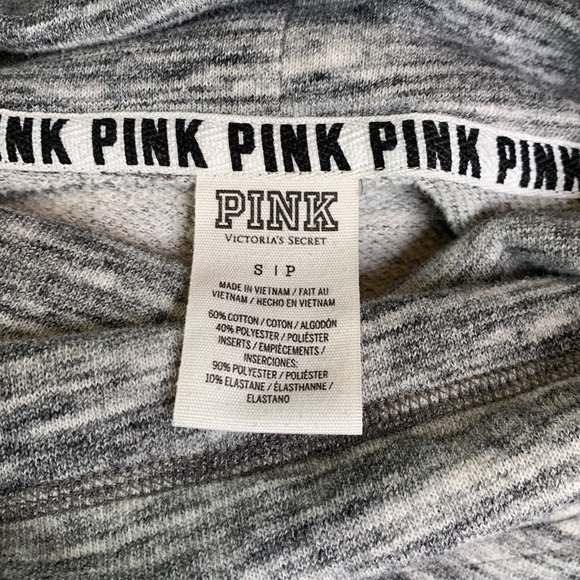 INK PINK PINK PINK PINK
PINK
VICTORIA'S SECRET
S | P
MADE IN VIETNAM / FAIT AU
VIETNAM / HECHO EN VIETNAM
60% COTTON / COTON / ALGODÓN
40% POLYESTER / POLIÉSTER
INSERTS / EMPIÈCEMENTS /
INSERCIONES:
90% POLYESTER / POLIÉSTER
10% ELASTANE / ÉLASTHANNE /
ELASTANO